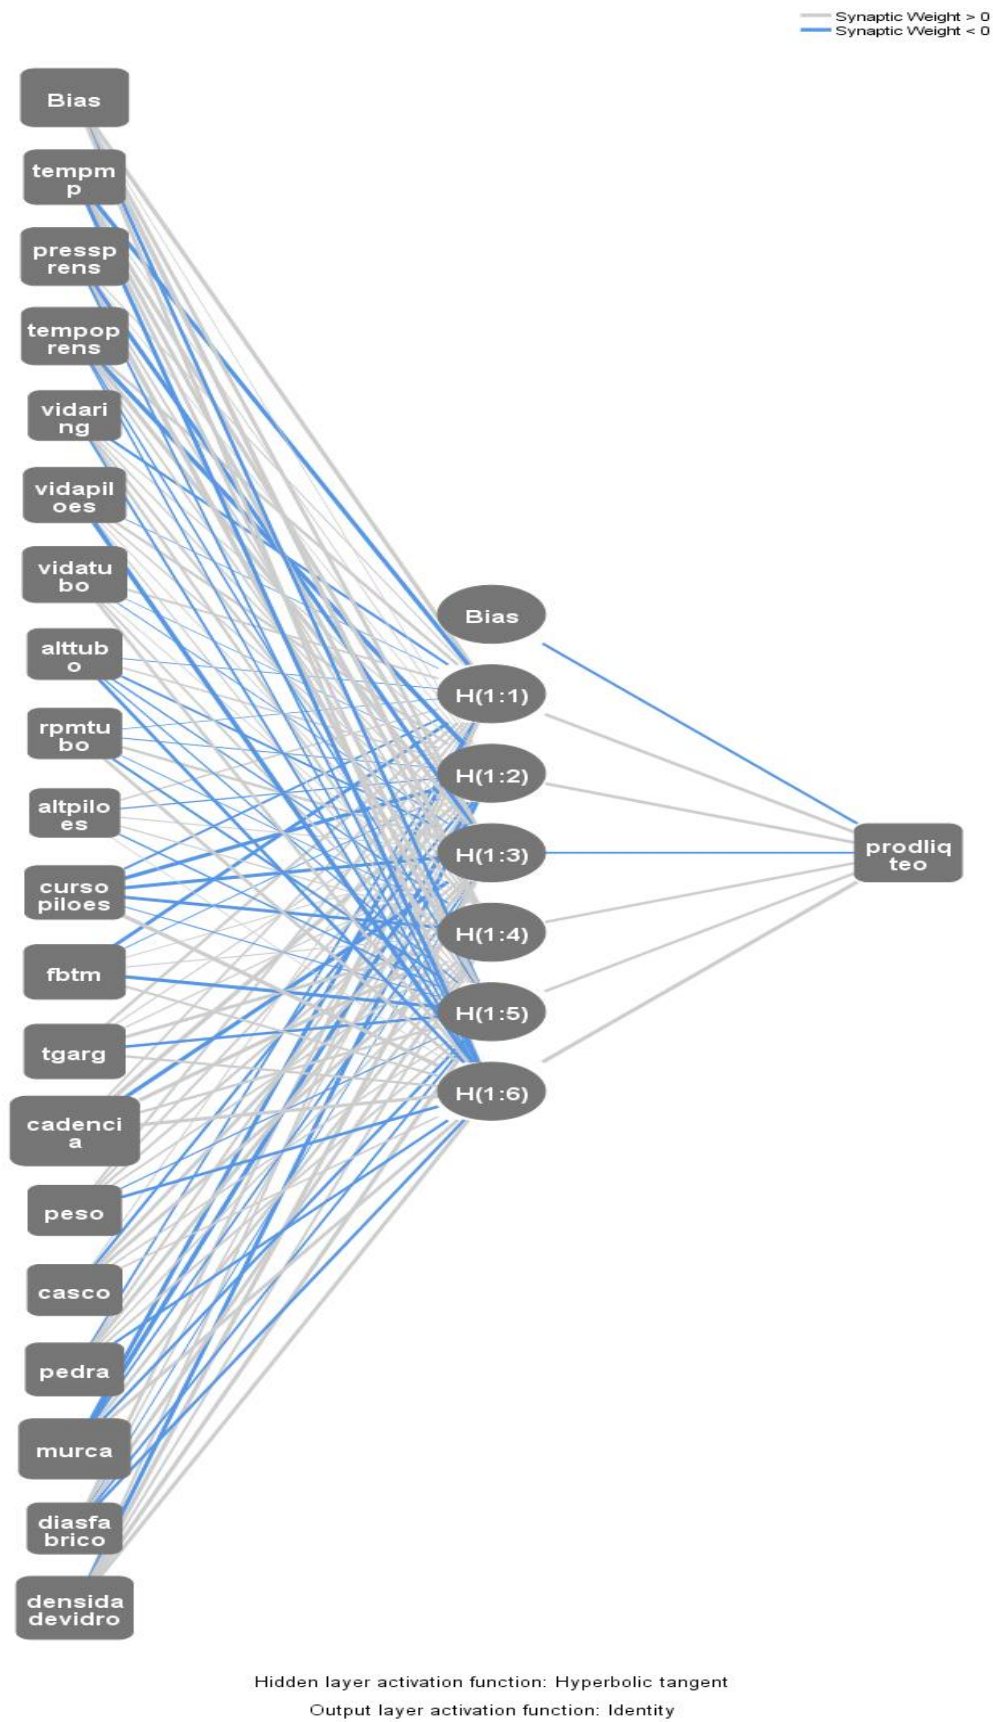 Synaptic Weight > 0
Synaptic Weight < 0
Bias
tempm
p
pressp
rens
tempop
rens
vidari
ng
vidapil
oes
vidatu
bo
alttub
o
rpmtu
bo
altpilo
es
curso
piloes
fbtm
tgarg
cadenci
a
peso
casco
pedra
murca
diasfa
brico
densida
devidro
Bias
H(1:1)
H(1:2)
H(1:3)
H(1:4)
H(1:5)
H(1:6)
prodliq
teo
Hidden layer activation function: Hyperbolic tangent
Output layer activation function: Identity